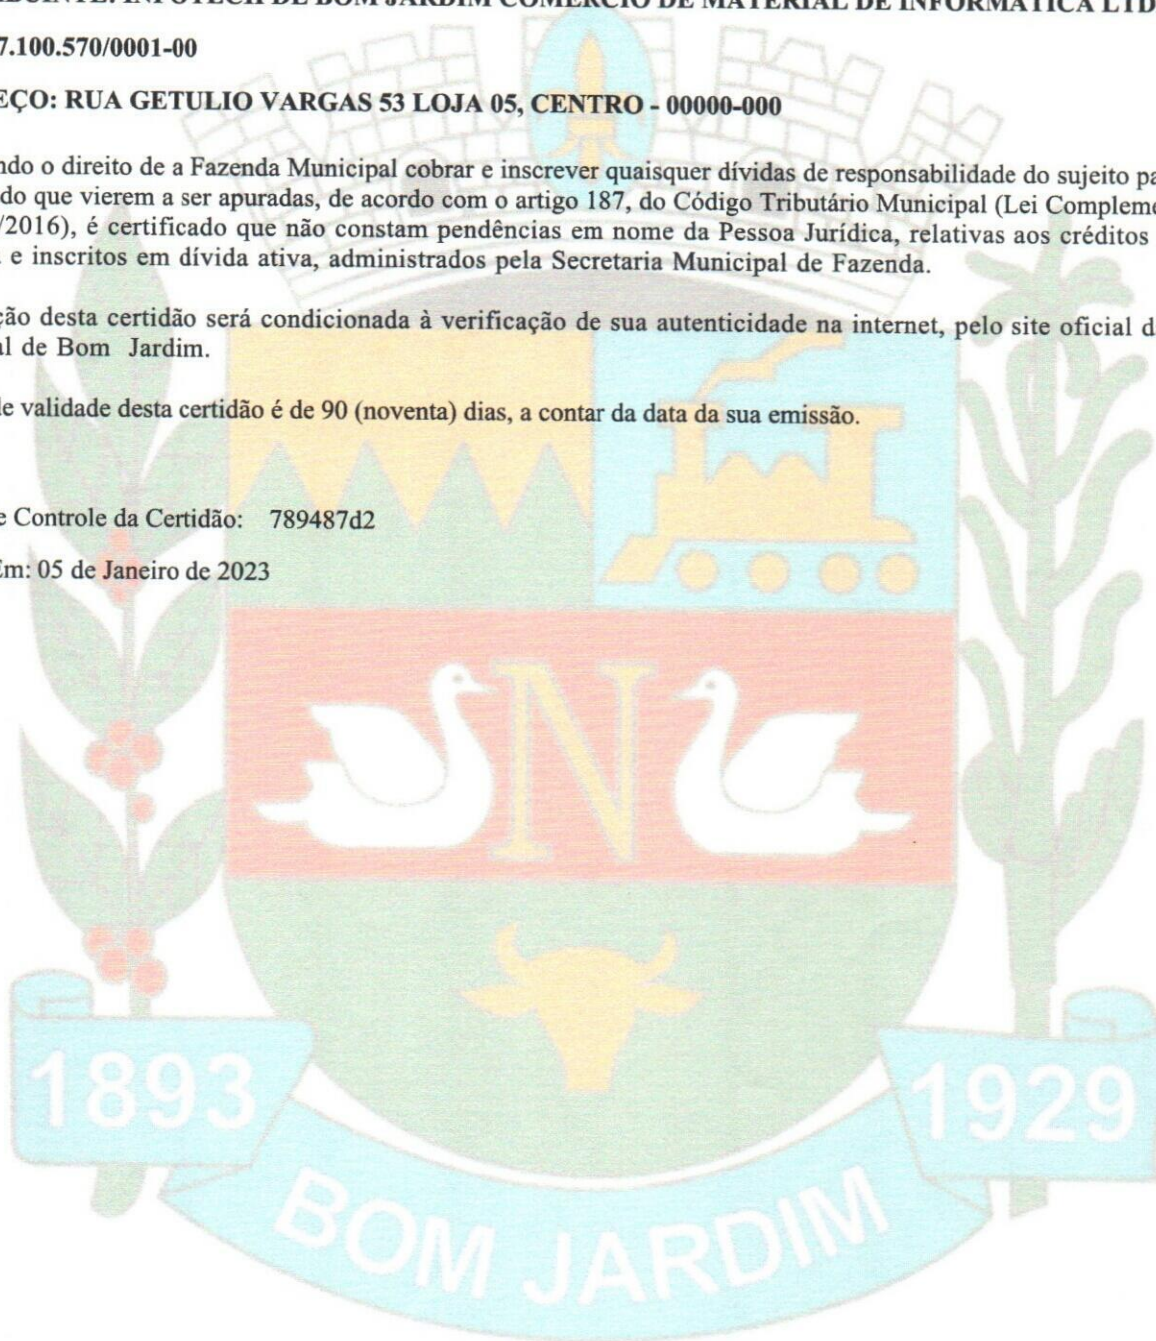 BUINTE: INFOTECH DE BOM JARDIM COMERCIO DE MATERIAL DE INFORMATICA LTD
7.100.570/0001-00
EÇO: RUA GETULIO VARGAS 53 LOJA 05, CENTRO - 00000-000
ndo o direito de a Fazenda Municipal cobrar e inscrever quaisquer dívidas de responsabilidade do sujeito pa
do que vierem a ser apuradas, de acordo com o artigo 187, do Código Tributário Municipal (Lei Compleme
/2016), é certificado que não constam pendências em nome da Pessoa Jurídica, relativas aos créditos
e inscritos em dívida ativa, administrados pela Secretaria Municipal de Fazenda.
ção desta certidão será condicionada à verificação de sua autenticidade na internet, pelo site oficial d
al de Bom Jardim.
de validade desta certidão é de 90 (noventa) dias, a contar da data da sua emissão.
e Controle da Certidão: 789487d2
Em: 05 de Janeiro de 2023
N
1893
1929
BOM JARDIM